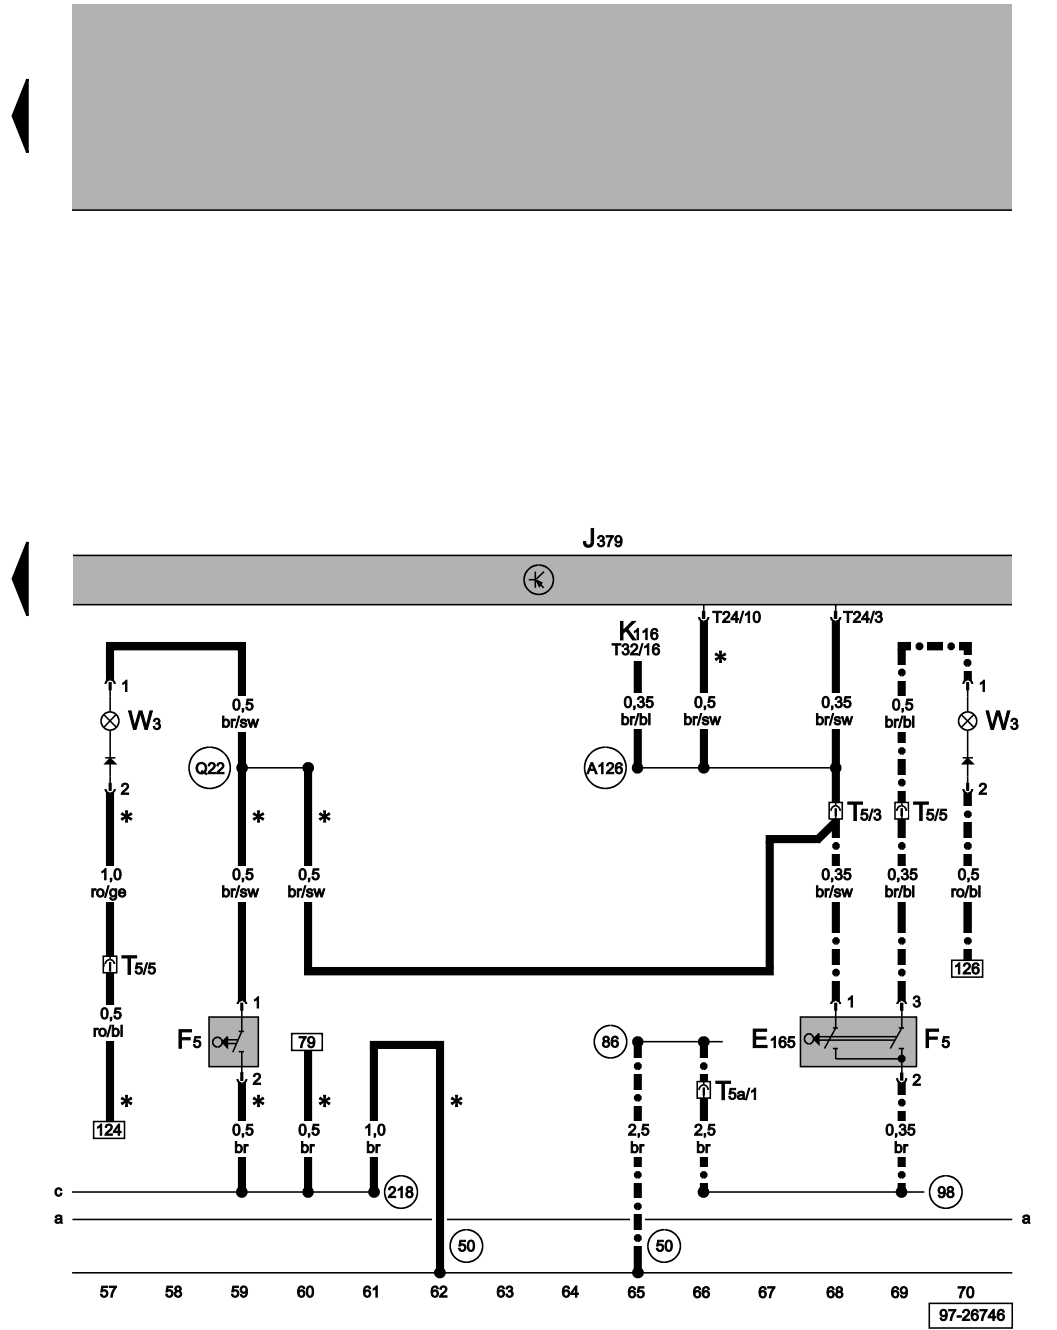 J379
T24/10
T24/3
K116
T32/16
*
1
1
0,5
br/sw
0,35
br/bl
0,5
br/sw
0,35
br/sw
0,5
br/bl
W3
W3
Q22
A126
2
2
*
*
*
T5/3
T5/5
1,0
ro/ge
0,5
br/sw
0,5
br/sw
0,35
br/sw
0,35
br/bl
0,5
ro/bl
T5/5
126
1
1
3
0,5
ro/bl
F5
79
86
E165
F5
2
2
T5a/1
*
*
*
*
124
0,5
br
0,5
br
1,0
br
2,5
br
2,5
br
0,35
br
c
218
98
a
a
50
50
57 58 59 60 61 62 63 64 65 66 67 68 69 70
97-26746